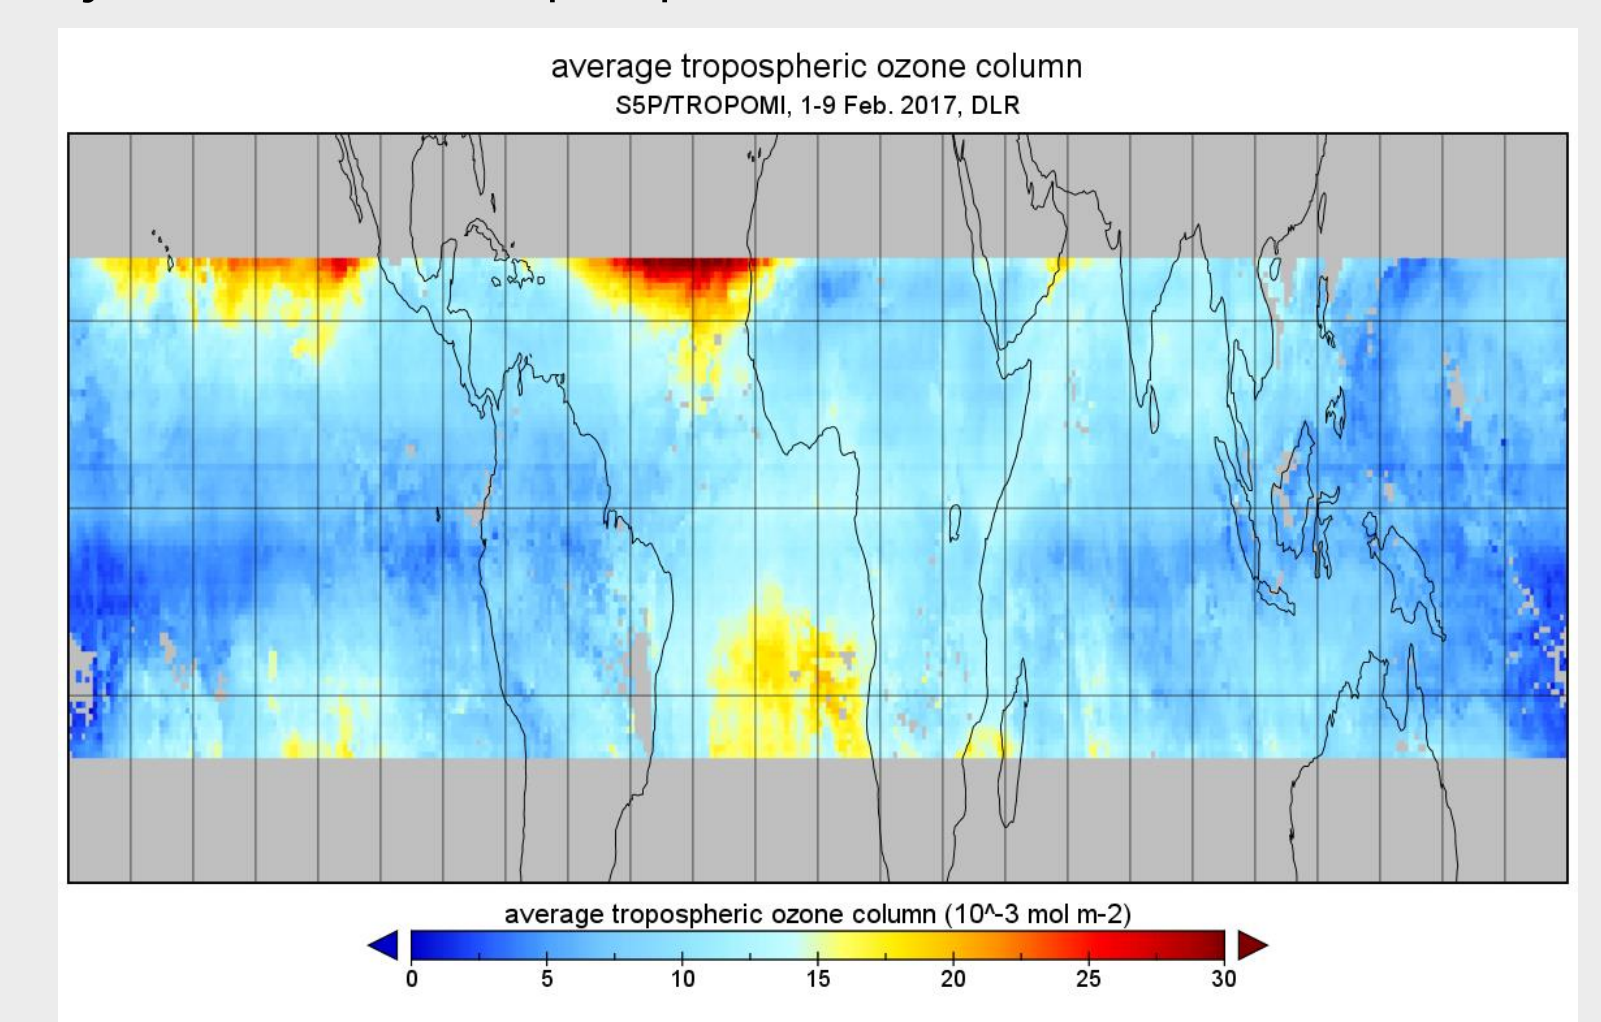 average tropospheric ozone column
S5P/TROPOMI, 1-9 Feb. 2017, DLR
average tropospheric ozone column (10^-3 mol m-2)
0 5 10 15 20 25 30